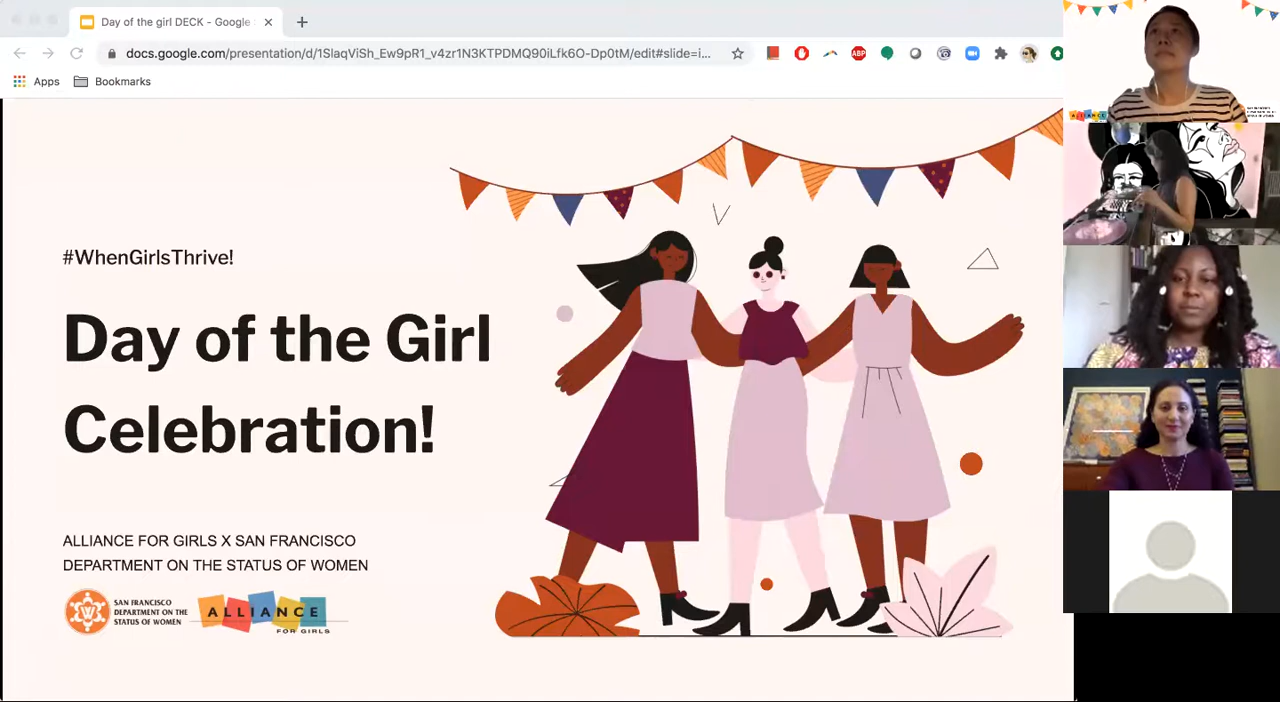 Day of the girl DECK - Google
docs.google.com/presentation/d/1SlaqViSh_Ew9pR1_v4zr1N3KTPDMQ90iLfk6O-Dp0tM/edit#slide=i...
ABP
Apps
Bookmarks
#WhenGirlsThrive!
Day of the Girl
Celebration!
ALLIANCE FOR GIRLS X SAN FRANCISCO
DEPARTMENT ON THE STATUS OF WOMEN
SAN FRANCISCO
DEPARTMENT ON THE
STATUS OF WOMEN
ALLIANCE
FOR GIRLS
ALLIANCE